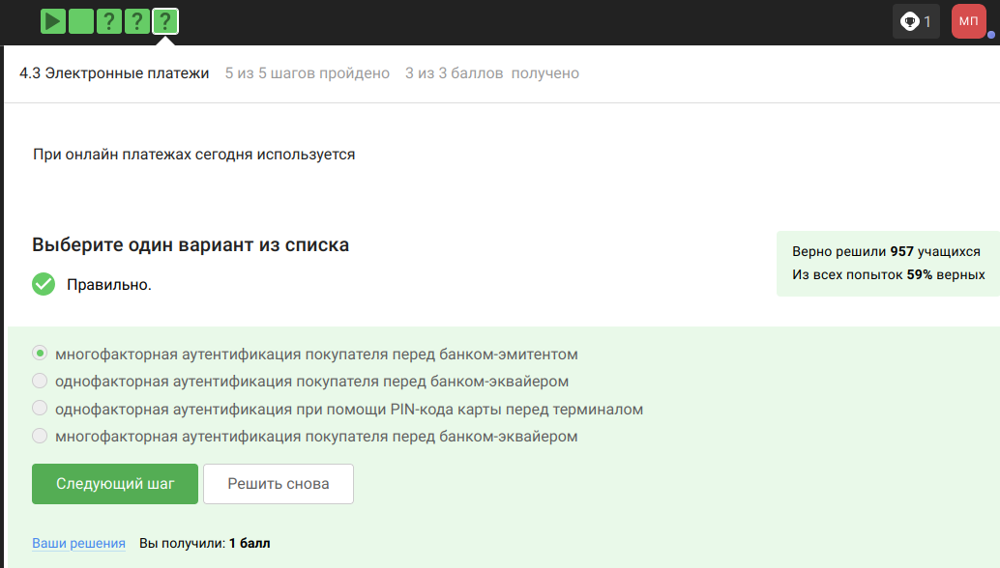 ? ? ?
1
МП
4.3 Электронные платежи 5 из 5 шагов пройдено 3 из 3 баллов получено
При онлайн платежах сегодня используется
Выберите один вариант из списка
Правильно.
Верно решили 957 учащихся
Из всех попыток 59% верных
многофакторная аутентификация покупателя перед банком-эмитентом
однофакторная аутентификация покупателя перед банком-эквайером
однофакторная аутентификация при помощи PIN-кода карты перед терминалом
многофакторная аутентификация покупателя перед банком-эквайером
Следующий шаг Решить снова
Ваши решения Вы получили: 1 балл